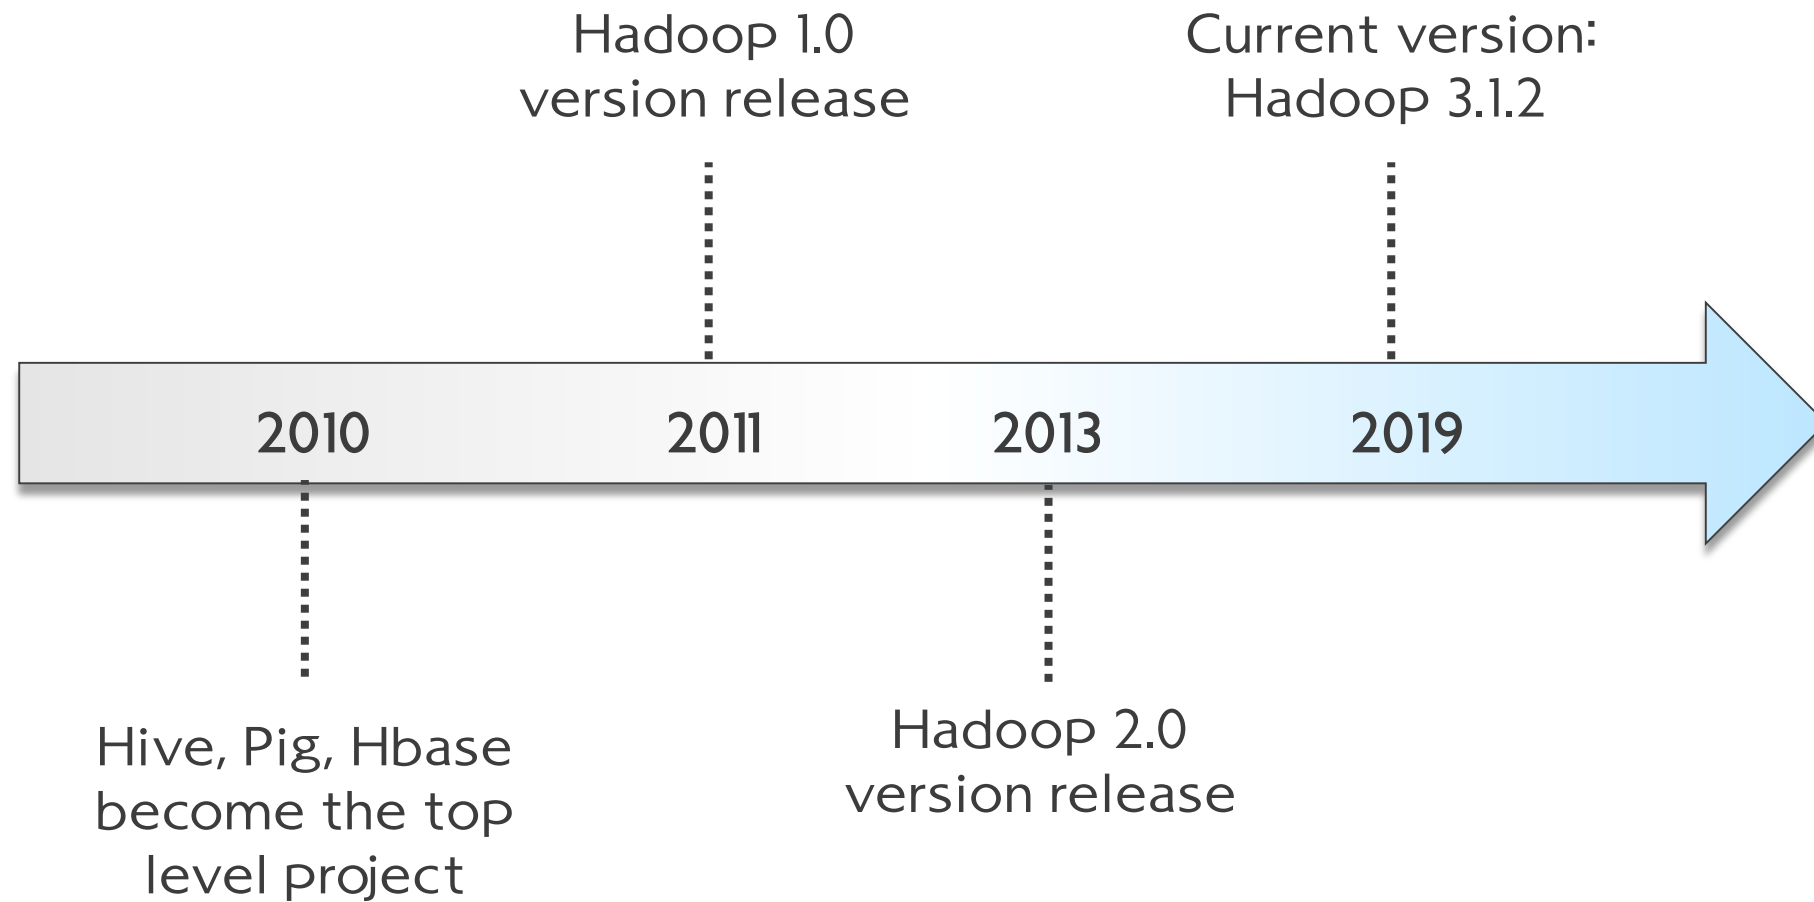 Hadoop 1.0
version release
Current version:
Hadoop 3.1.2
2010
2011
2013
2019
Hive, Pig, Hbase
become the top
level project
Hadoop 2.0
version release